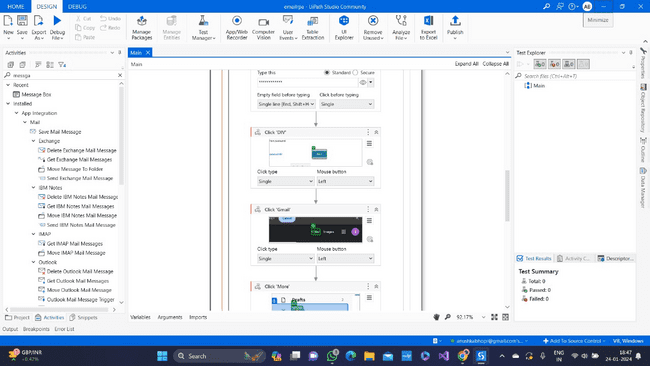 HOME DESIGN DEBUG
emailrpa - UiPath Studio Community
AE
Minimize
New Save Export As Debug File
Cut Copy Paste
Undo Redo
Manage Packages
Manage Entities
Test Manager
App/Web Recorder
Computer Vision
User Events
Table Extraction
UI Explorer
Remove Unused
Analyze File
Export to Excel
Publish
Activities
Main
Test Explorer
Main
Expand All Collapse All
Search tests (Ctrl+Alt+T)
Main
Recent
Message Box
Installed
App Integration
Mail
Save Mail Message
Exchange
Delete Exchange Mail Message
Get Exchange Mail Messages
Move Message To Folder
Send Exchange Mail Message
IBM Notes
Delete IBM Notes Mail Message
Get IBM Notes Mail Messages
Move IBM Notes Mail Message
Send IBM Notes Mail Message
IMAP
Get IMAP Mail Messages
Move IMAP Mail Message
Outlook
Delete Outlook Mail Message
Get Outlook Mail Messages
Move Outlook Mail Message
Outlook Mail Message Trigger
Type this
Standard Secure
Empty field before typing Click before typing
Single
Click 'DIV'
Click type Mouse button
Single Left
Click 'Gmail'
Images
Click type Mouse button
Single Left
Click 'More'
Drafts
Properties
Object Repository
Outline
Data Manager
Test Results Activity C... Descriptor...
Test Summary
Total: 0
Passed: 0
Failed: 0
Project Activities Snippets
Variables Arguments Imports
92.17%
Output Breakpoints Error List
Add To Source Control
VB, Windows
GBP/INR
+0.43%
Search
ENG
IN
18:47
24-01-2024